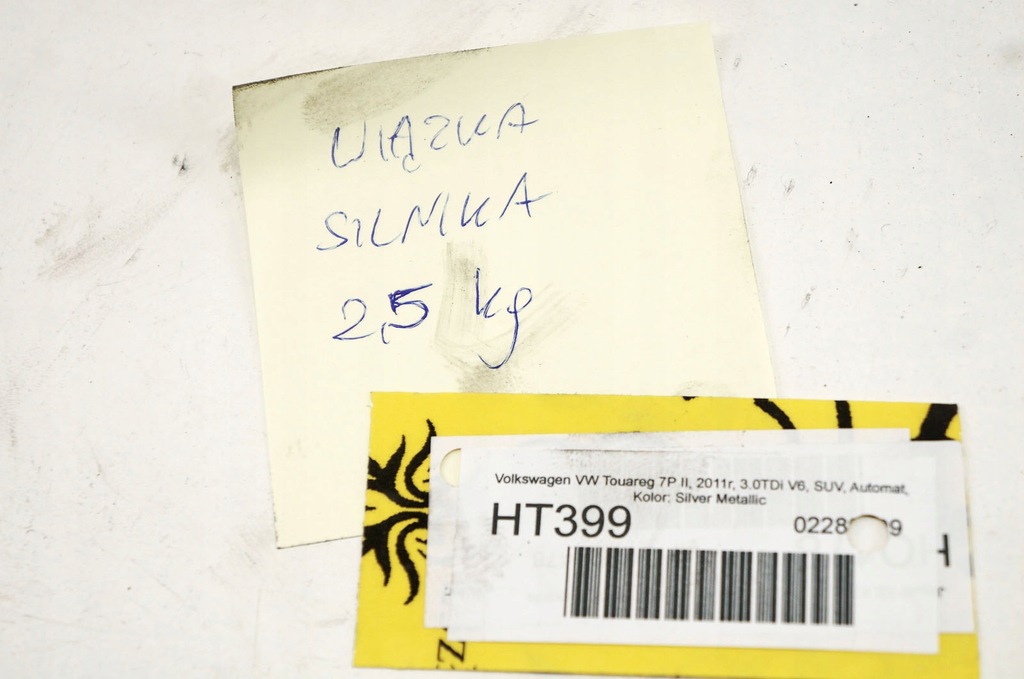 WIĄZKA
SILNIKA
2,5 kg
Volkswagen VW Touareg 7P II, 2011r, 3.0TDi V6, SUV, Automat,
Kolor: Silver Metallic
HT399